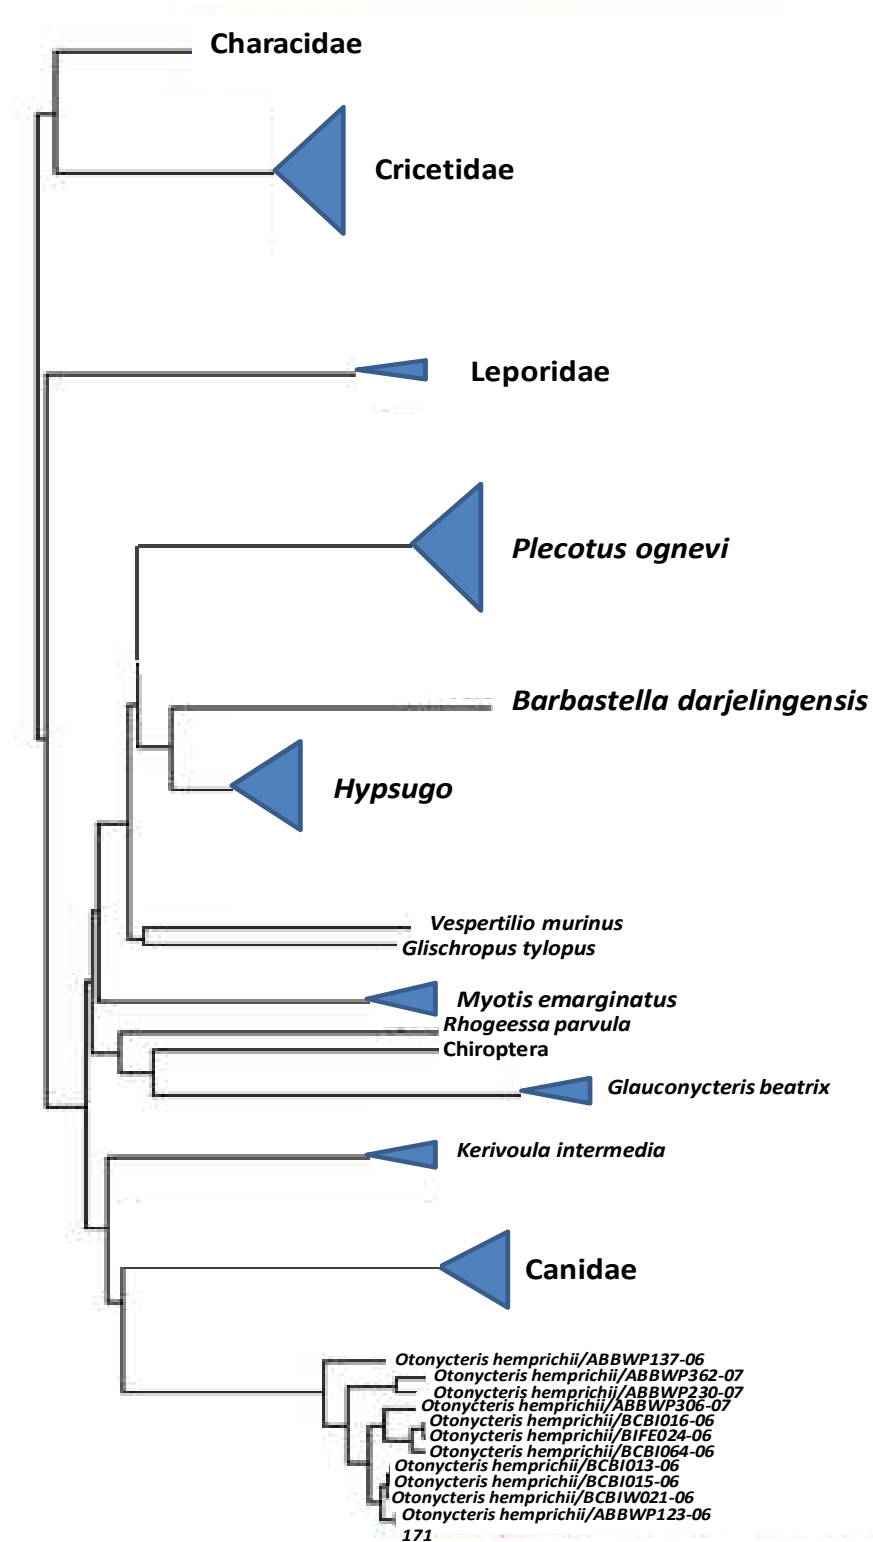 Characidae
Cricetidae
Leporidae
Plecotus ognevi
Barbastella darjelingensis
Hypsugo
Vespertilio murinus
Glischropus tylopus
Myotis emarginatus
Rhogeessa parvula
Chiroptera
Glauconycteris beatrix
Kerivoula intermedia
Canidae
Otonycteris hemprichii/ABBWP137-06
Otonycteris hemprichii/ABBWP362-07
Otonycteris hemprichii/ABBWP230-07
Otonycteris hemprichii/ABBWP306-07
Otonycteris hemprichii/BCBI016-06
Otonycteris hemprichii/BIFE024-06
Otonycteris hemprichii/BCBI064-06
Otonycteris hemprichii/BCBI013-06
Otonycteris hemprichii/BCBI015-06
Otonycteris hemprichii/BCBIW021-06
Otonycteris hemprichii/ABBWP123-06
171